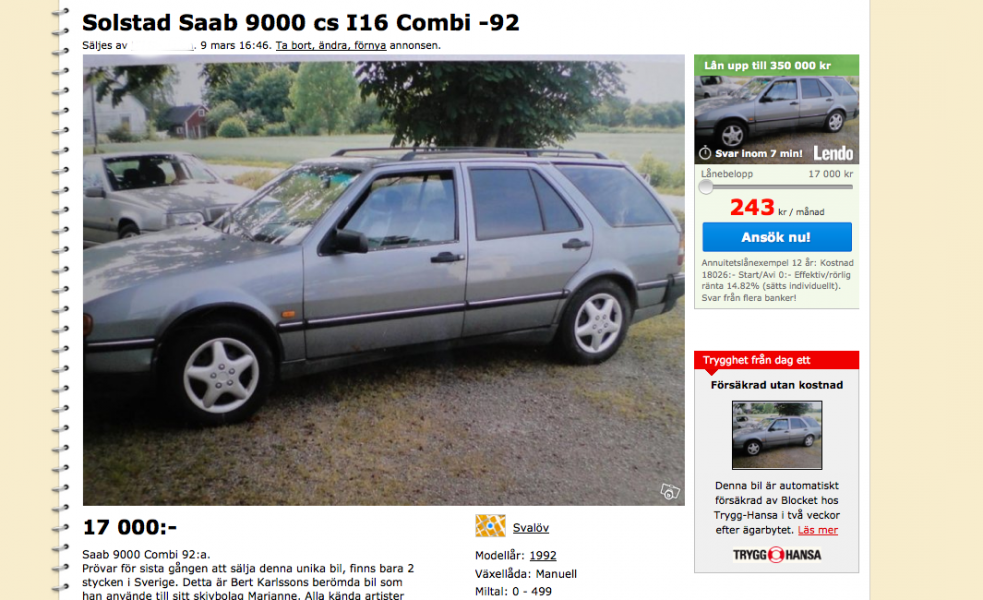 Solstad Saab 9000 cs I16 Combi -92
Säljes av . 9 mars 16:46. Ta bort, ändra, förnya annonsen.
Lån upp till 350 000 kr
Svar inom 7 min! Lendo
Lånebelopp 17 000 kr
243 kr / månad
Ansök nu!
Annuitetslånexempel 12 år: Kostnad
18026:- Start/Avi 0:- Effektiv/rörlig
ränta 14.82% (sätts individuellt).
Svar från flera banker!
Trygghet från dag ett
Försäkrad utan kostnad
Denna bil är automatiskt
försäkrad av Blocket hos
Trygg-Hansa i två veckor
efter ägarbytet. Läs mer
TRYGG HANSA
17 000:-
Saab 9000 Combi 92:a.
Prövar för sista gången att sälja denna unika bil, finns bara 2
stycken i Sverige. Detta är Bert Karlssons berömda bil som
han använde till sitt skivbolag Marianne. Alla kända artister
Svalöv
Modellår: 1992
Växellåda: Manuell
Miltal: 0 - 499